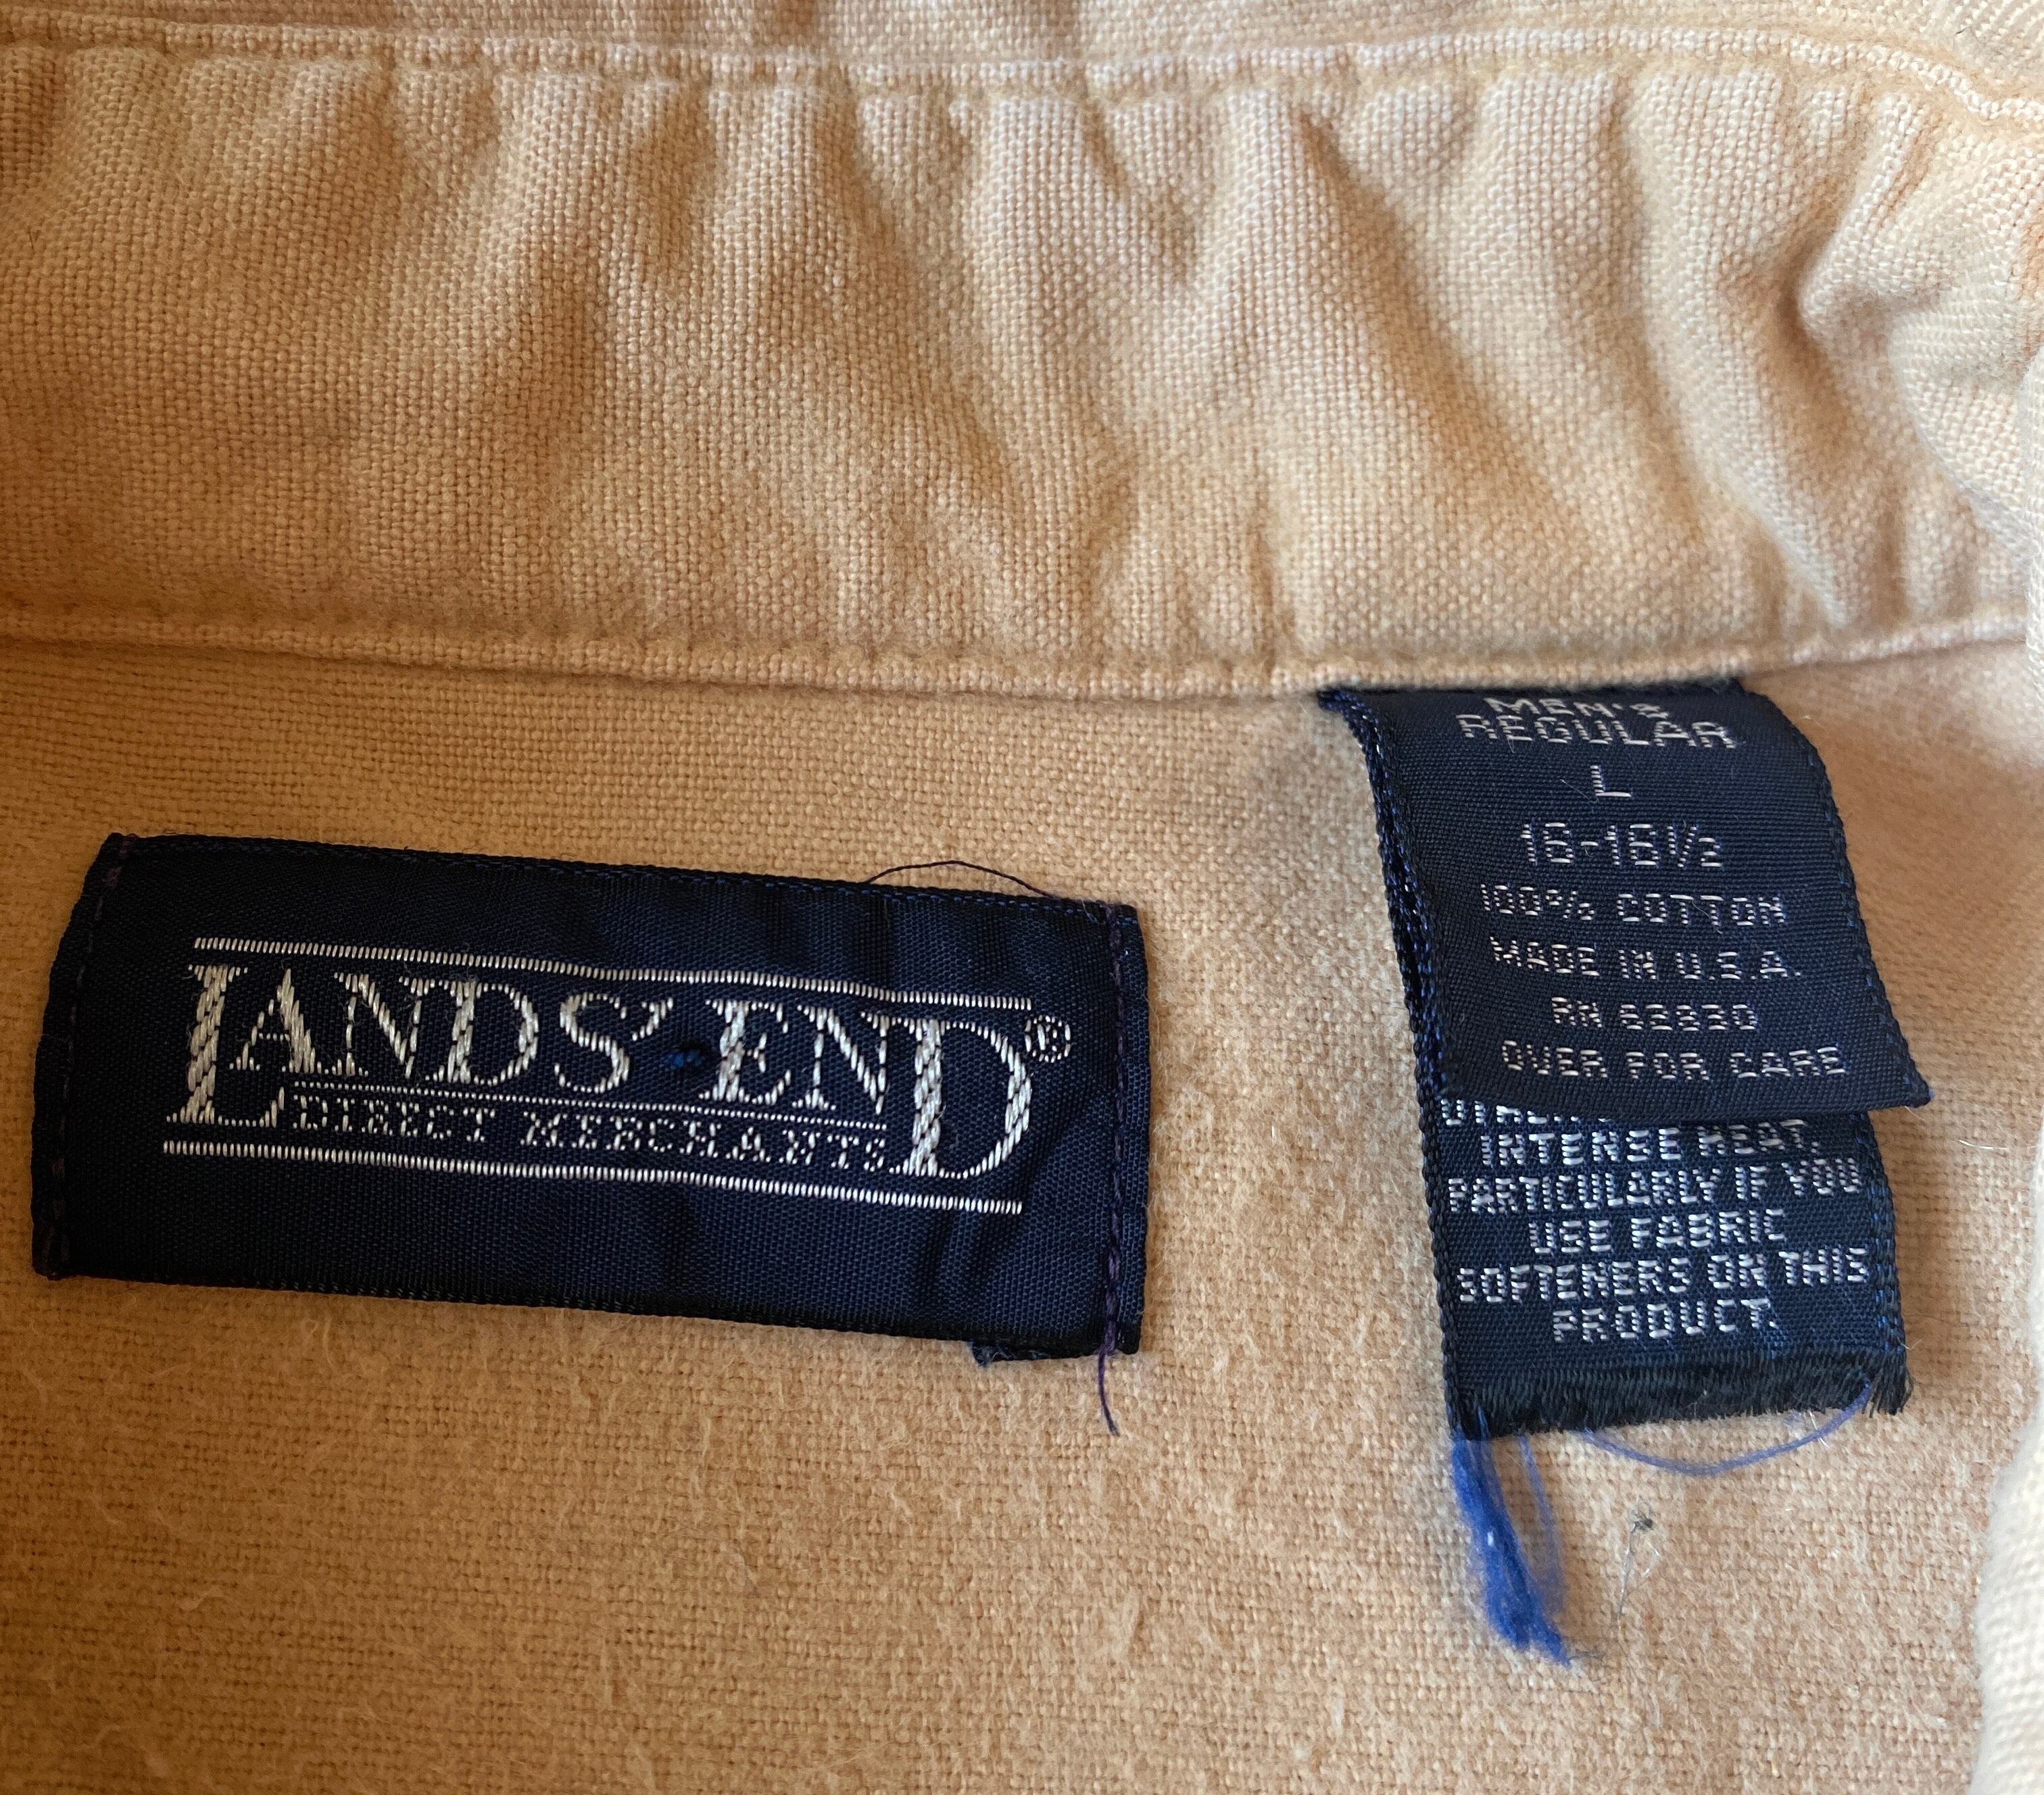 LANDS' END®
DIRECT MERCHANTS
MEN'S
REGULAR
L
16-16½
100% COTTON
MADE IN U.S.A.
RN 63830
OVER FOR CARE
INTENSE HEAT,
PARTICULARLY IF YOU
USE FABRIC
SOFTENERS ON THIS
PRODUCT.